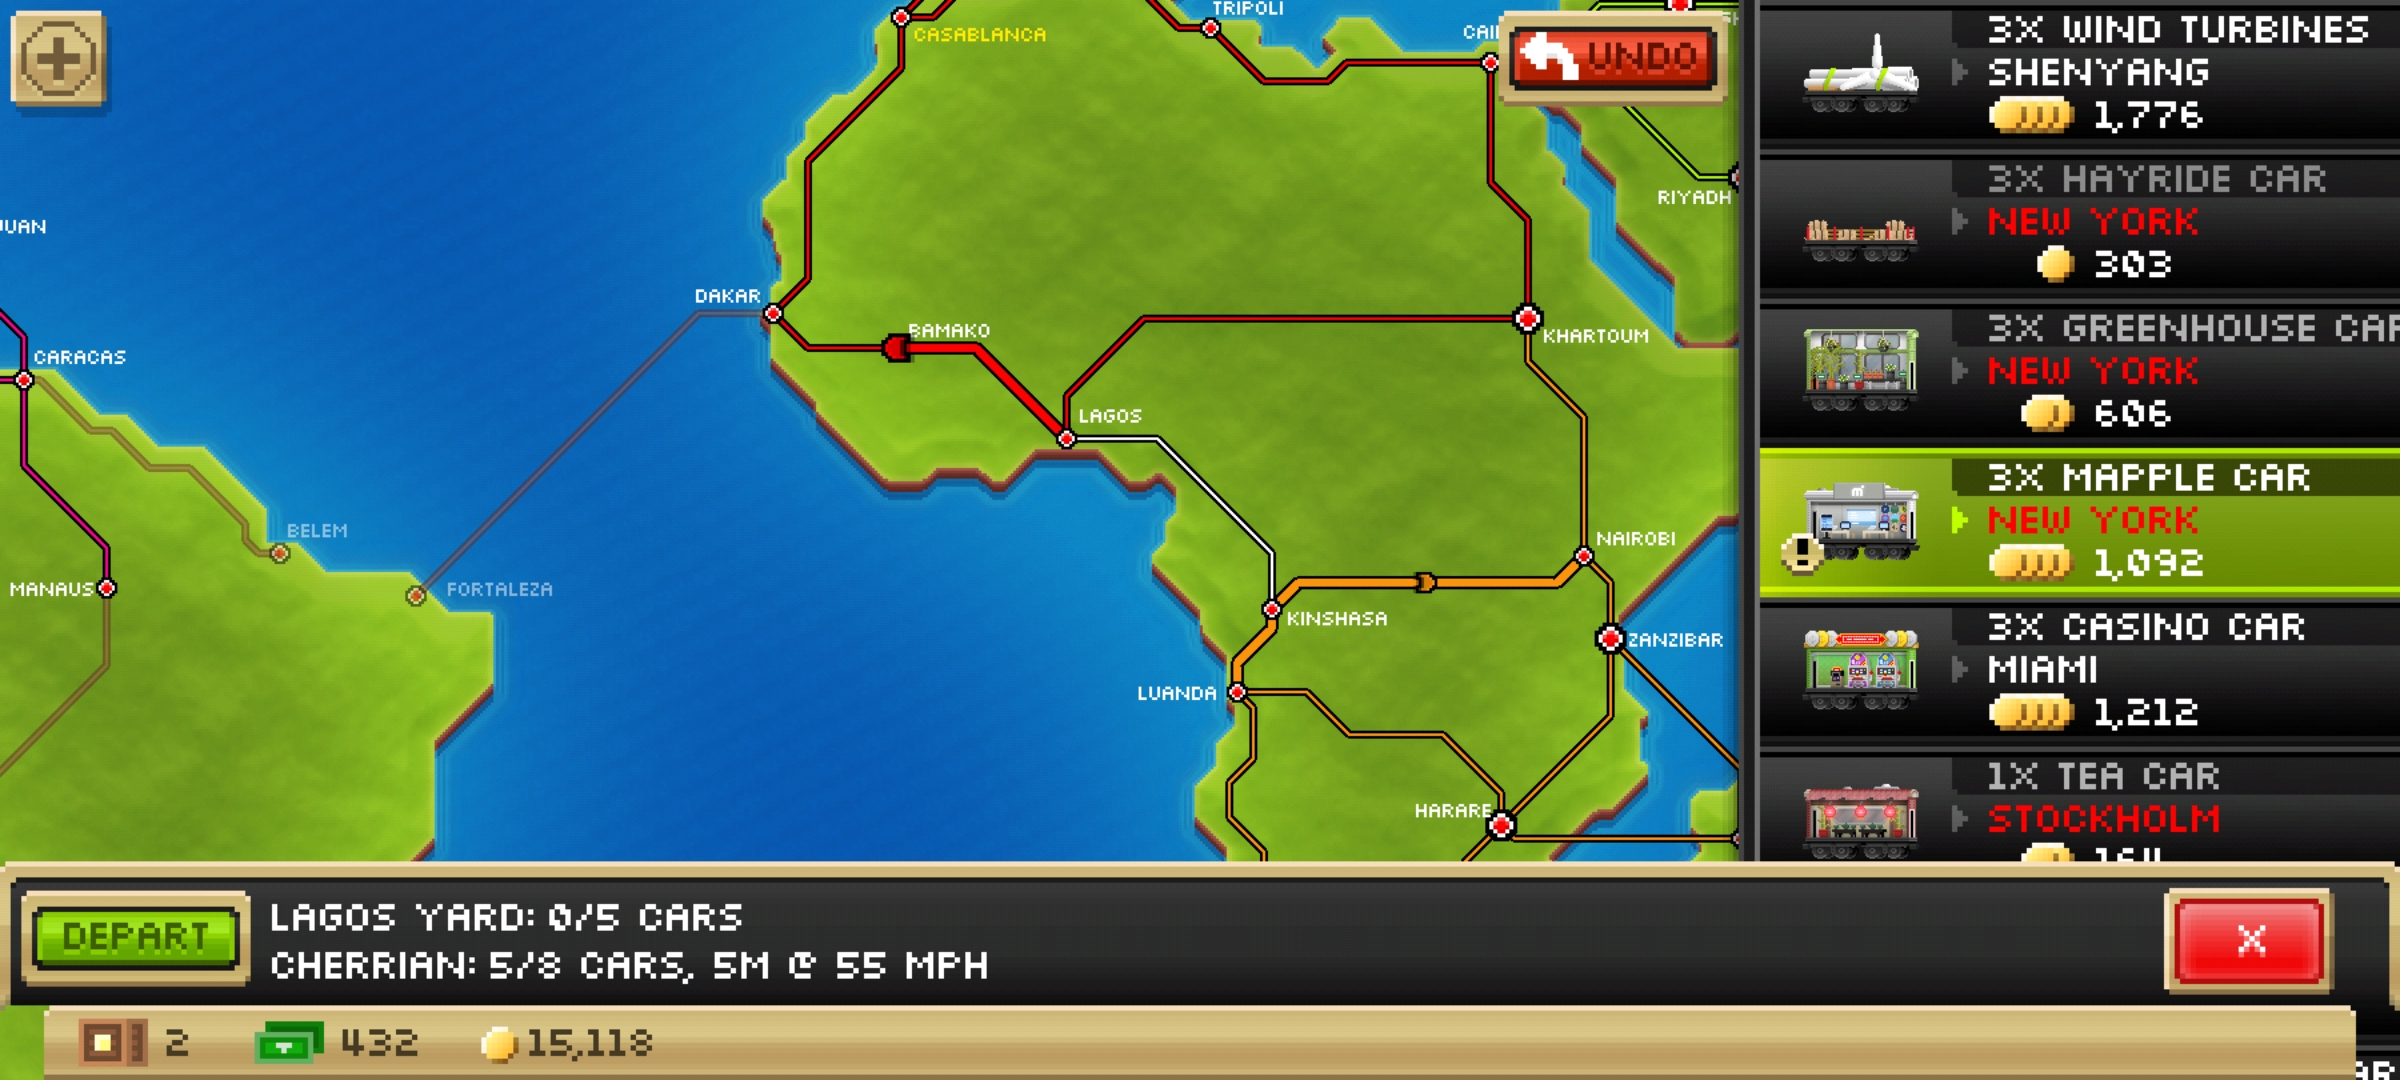 TRIPOLI
CASABLANCA
UNDO
RIYADH
DAKAR
BAMAKO
KHARTOUM
CARACAS
LAGOS
BELEM
NAIROBI
MANAUS
FORTALEZA
KINSHASA
ZANZIBAR
LUANDA
HARARE
3X WIND TURBINES
SHENYANG
1,776
3X HAYRIDE CAR
NEW YORK
303
3X GREENHOUSE CAR
NEW YORK
606
3X MAPPLE CAR
NEW YORK
1,092
3X CASINO CAR
MIAMI
1,212
1X TEA CAR
STOCKHOLM
DEPART
LAGOS YARD: 0/5 CARS
CHERRIAN: 5/8 CARS, 5M @ 55 MPH
X
2
432
15,118